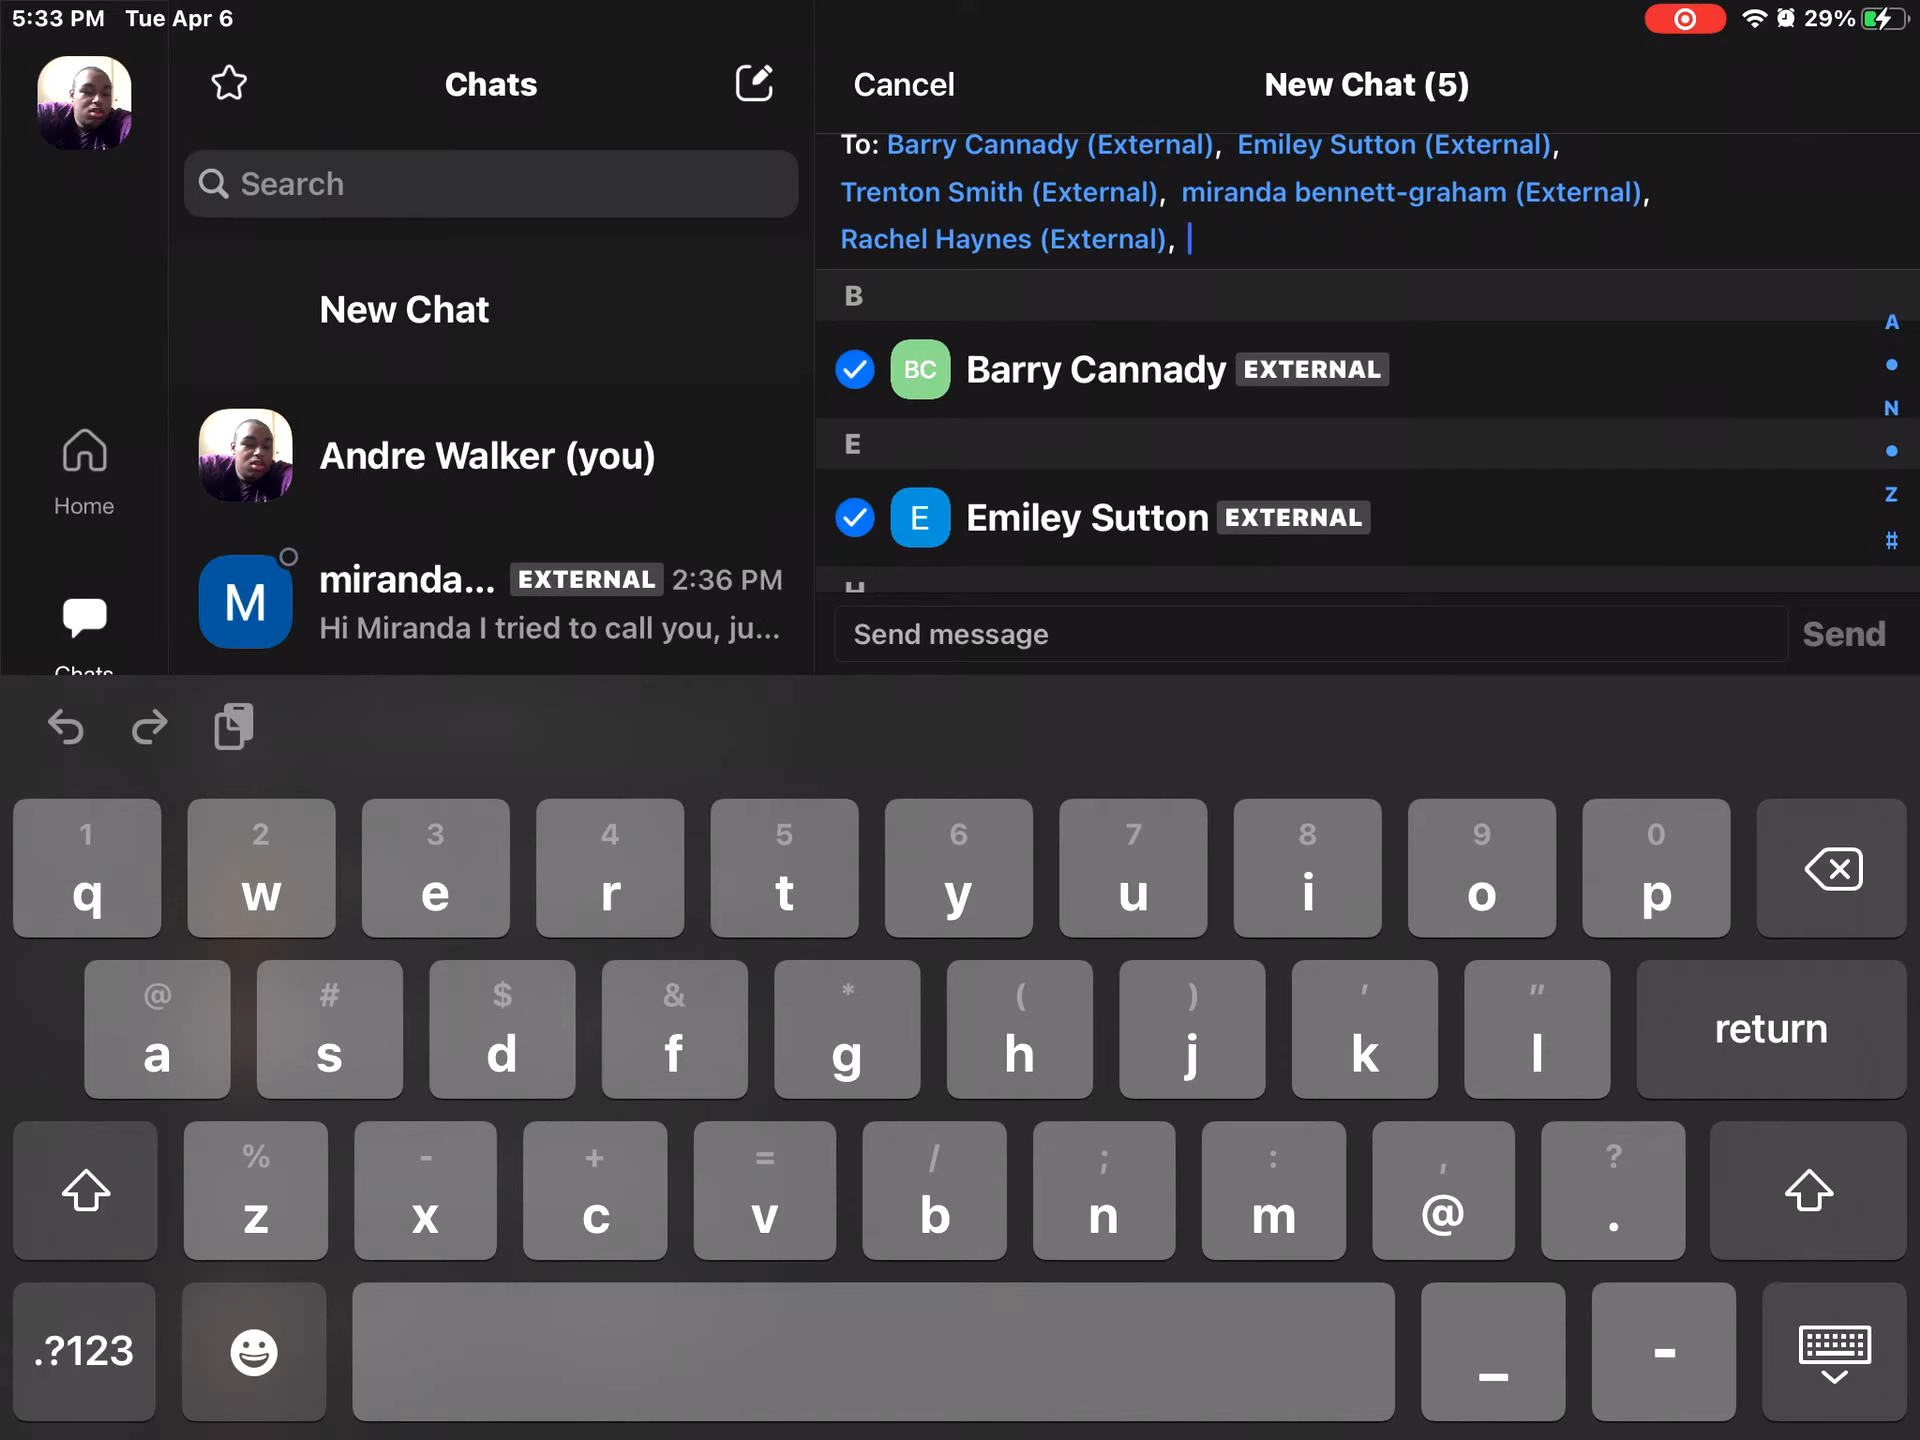 5:33 PM Tue Apr 6
29%
Chats
Search
New Chat
Andre Walker (you)
M
miranda... EXTERNAL 2:36 PM
Hi Miranda I tried to call you, ju...
Home
Chats
Cancel
New Chat (5)
To: Barry Cannady (External), Emiley Sutton (External),
Trenton Smith (External), miranda bennett-graham (External),
Rachel Haynes (External),
B
BC Barry Cannady EXTERNAL
E
E Emiley Sutton EXTERNAL
H
A
N
Z
#
Send message
Send
1 2 3 4 5 6 7 8 9 0
q w e r t y u i o p
@ # $ & * ( ) ' "
a s d f g h j k l return
% - + = / ; : , ?
z x c v b n m @ .
.?123 _ -